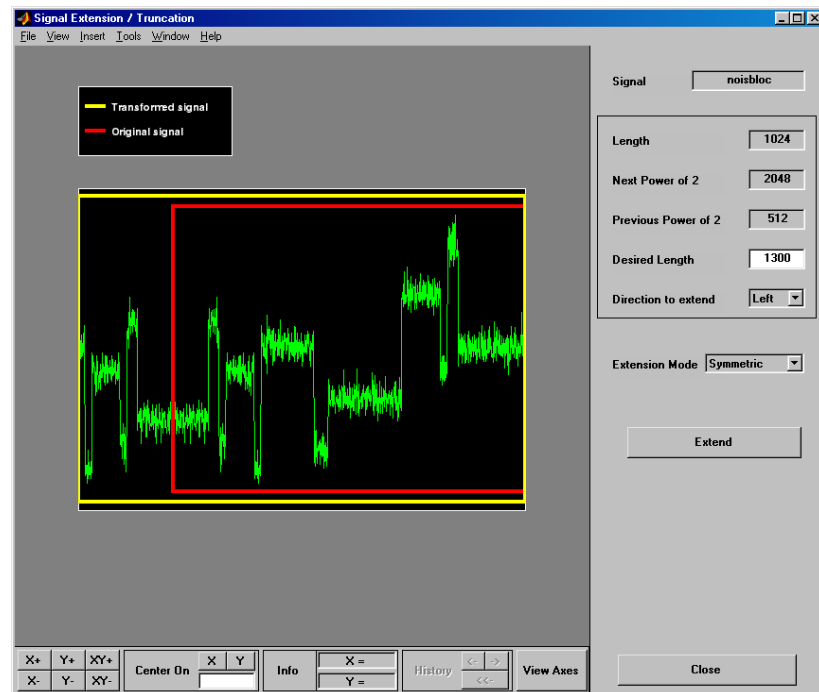 Signal Extension / Truncation
File View Insert Tools Window Help
Transformed signal
Original signal
Signal noisbloc
Length 1024
Next Power of 2 2048
Previous Power of 2 512
Desired Length 1300
Direction to extend Left
Extension Mode Symmetric
Extend
X+ Y+ XY+
X- Y- XY-
Center On X Y
Info X =
Y =
History <- ->
<<-
View Axes
Close